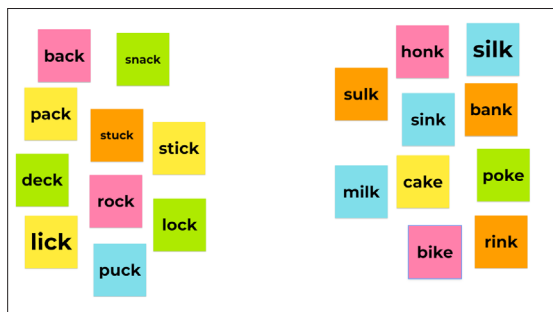 back
snack
pack
stuck
stick
deck
rock
lock
lick
puck
honk
silk
sulk
sink
bank
milk
cake
poke
bike
rink